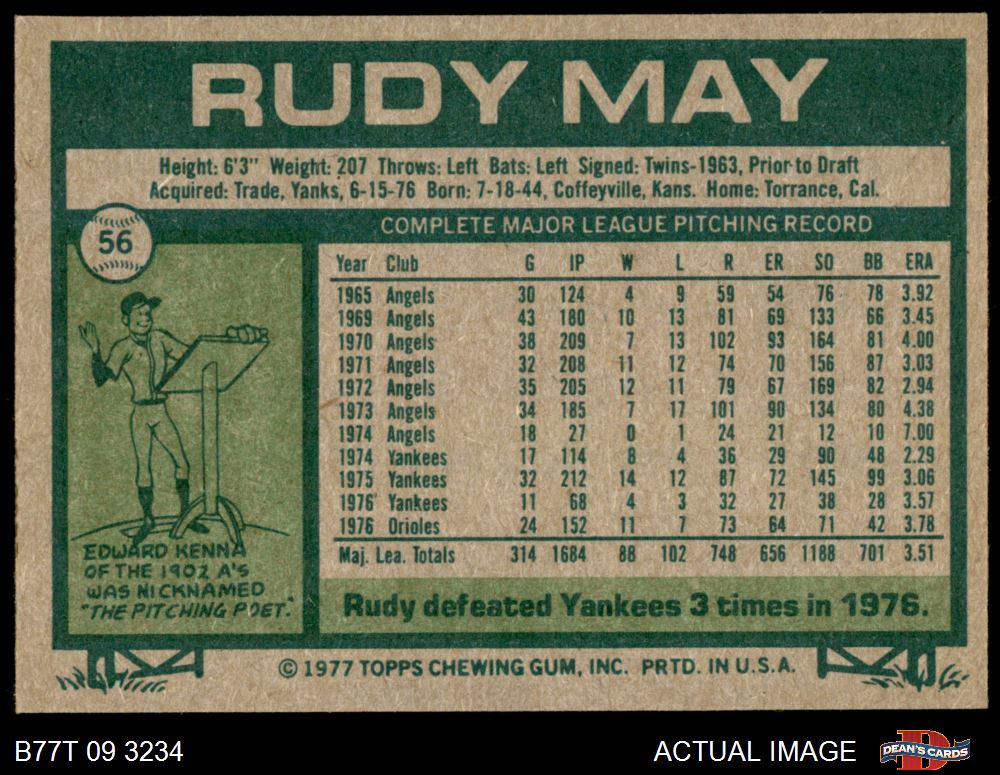 RUDY MAY
Height: 6'3" Weight: 207 Throws: Left Bats: Left Signed: Twins-1963, Prior to Draft
Acquired: Trade, Yanks, 6-15-76 Born: 7-18-44, Coffeyville, Kans. Home: Torrance, Cal.
56
COMPLETE MAJOR LEAGUE PITCHING RECORD
Year Club G IP W L R ER SO BB ERA
1965 Angels 30 124 4 9 59 54 76 78 3.92
1969 Angels 43 180 10 13 81 69 133 66 3.45
1970 Angels 38 209 7 13 102 93 164 81 4.00
1971 Angels 32 208 11 12 74 70 156 87 3.03
1972 Angels 35 205 12 11 79 67 169 82 2.94
1973 Angels 34 185 7 17 101 90 134 80 4.38
1974 Angels 18 27 0 1 24 21 12 10 7.00
1974 Yankees 17 114 8 4 36 29 90 48 2.29
1975 Yankees 32 212 14 12 87 72 145 99 3.06
1976 Yankees 11 68 4 3 32 27 38 28 3.57
1976 Orioles 24 152 11 7 73 64 71 42 3.78
Maj. Lea. Totals 314 1684 88 102 748 656 1188 701 3.51
EDWARD KENNA
OF THE 1902 A'S
WAS NICKNAMED
"THE PITCHING POET."
Rudy defeated Yankees 3 times in 1976.
© 1977 TOPPS CHEWING GUM, INC. PRTD. IN U.S.A.
B77T 09 3234
ACTUAL IMAGE
D
DEAN'S CARDS